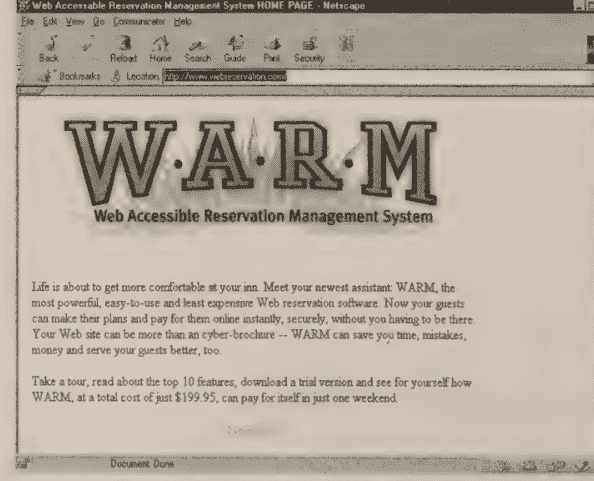 Web Accessible Reservation Management System HOME PAGE - Netscape
File Edit View Go Communicator Help
Back Reload Home Search Guide Print Security
Bookmarks Location: http://www.webreservation.com/
W·A·R·M
Web Accessible Reservation Management System
Life is about to get more comfortable at your inn. Meet your newest assistant: WARM, the
most powerful, easy-to-use and least expensive Web reservation software. Now your guests
can make their plans and pay for them online instantly, securely, without you having to be there.
Your Web site can be more than an cyber-brochure -- WARM can save you time, mistakes,
money and serve your guests better, too.
Take a tour, read about the top 10 features, download a trial version and see for yourself how
WARM, at a total cost of just $199.95, can pay for itself in just one weekend.
Document: Done